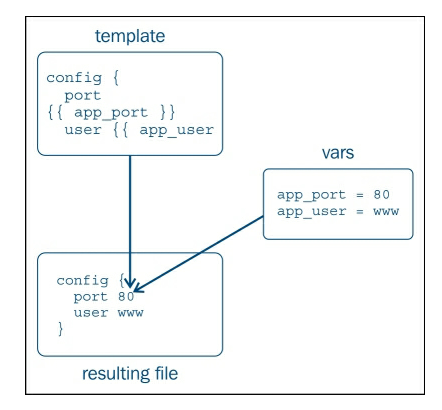 template
config {
  port
{{ app_port }}
  user {{ app_user
vars
app_port = 80
app_user = www
config {
  port 80
  user www
}
resulting file